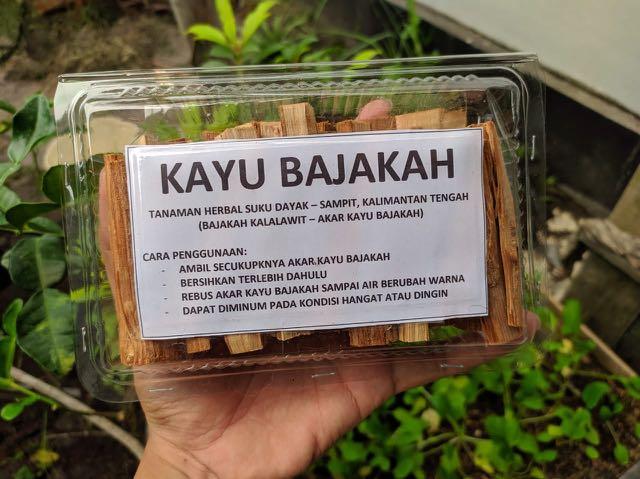 KAYU BAJAKAH
TANAMAN HERBAL SUKU DAYAK – SAMPIT, KALIMANTAN TENGAH
(BAJAKAH KALALAWIT – AKAR KAYU BAJAKAH)
CARA PENGGUNAAN:
- AMBIL SECUKUPKNYA AKAR.KAYU BAJAKAH
- BERSIHKAN TERLEBIH DAHULU
- REBUS AKAR KAYU BAJAKAH SAMPAI AIR BERUBAH WARNA
- DAPAT DIMINUM PADA KONDISI HANGAT ATAU DINGIN